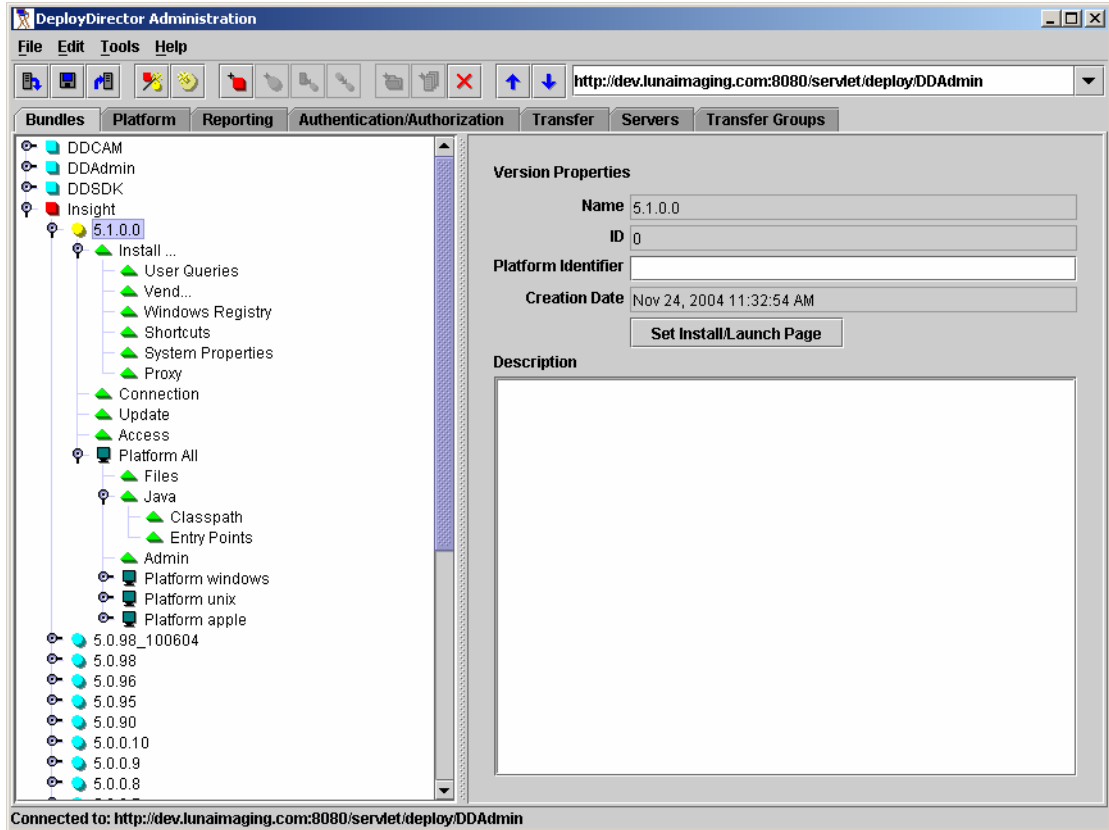 DeployDirector Administration
File Edit Tools Help
http://dev.lunaimaging.com:8080/servlet/deploy/DDAdmin
Bundles Platform Reporting Authentication/Authorization Transfer Servers Transfer Groups
DDCAM
DDAdmin
DDSDK
Insight
5.1.0.0
Install ...
User Queries
Vend...
Windows Registry
Shortcuts
System Properties
Proxy
Connection
Update
Access
Platform All
Files
Java
Classpath
Entry Points
Admin
Platform windows
Platform unix
Platform apple
5.0.98_100604
5.0.98
5.0.96
5.0.95
5.0.90
5.0.0.10
5.0.0.9
5.0.0.8
Version Properties
Name 5.1.0.0
ID 0
Platform Identifier
Creation Date Nov 24, 2004 11:32:54 AM
Set Install/Launch Page
Description
Connected to: http://dev.lunaimaging.com:8080/servlet/deploy/DDAdmin